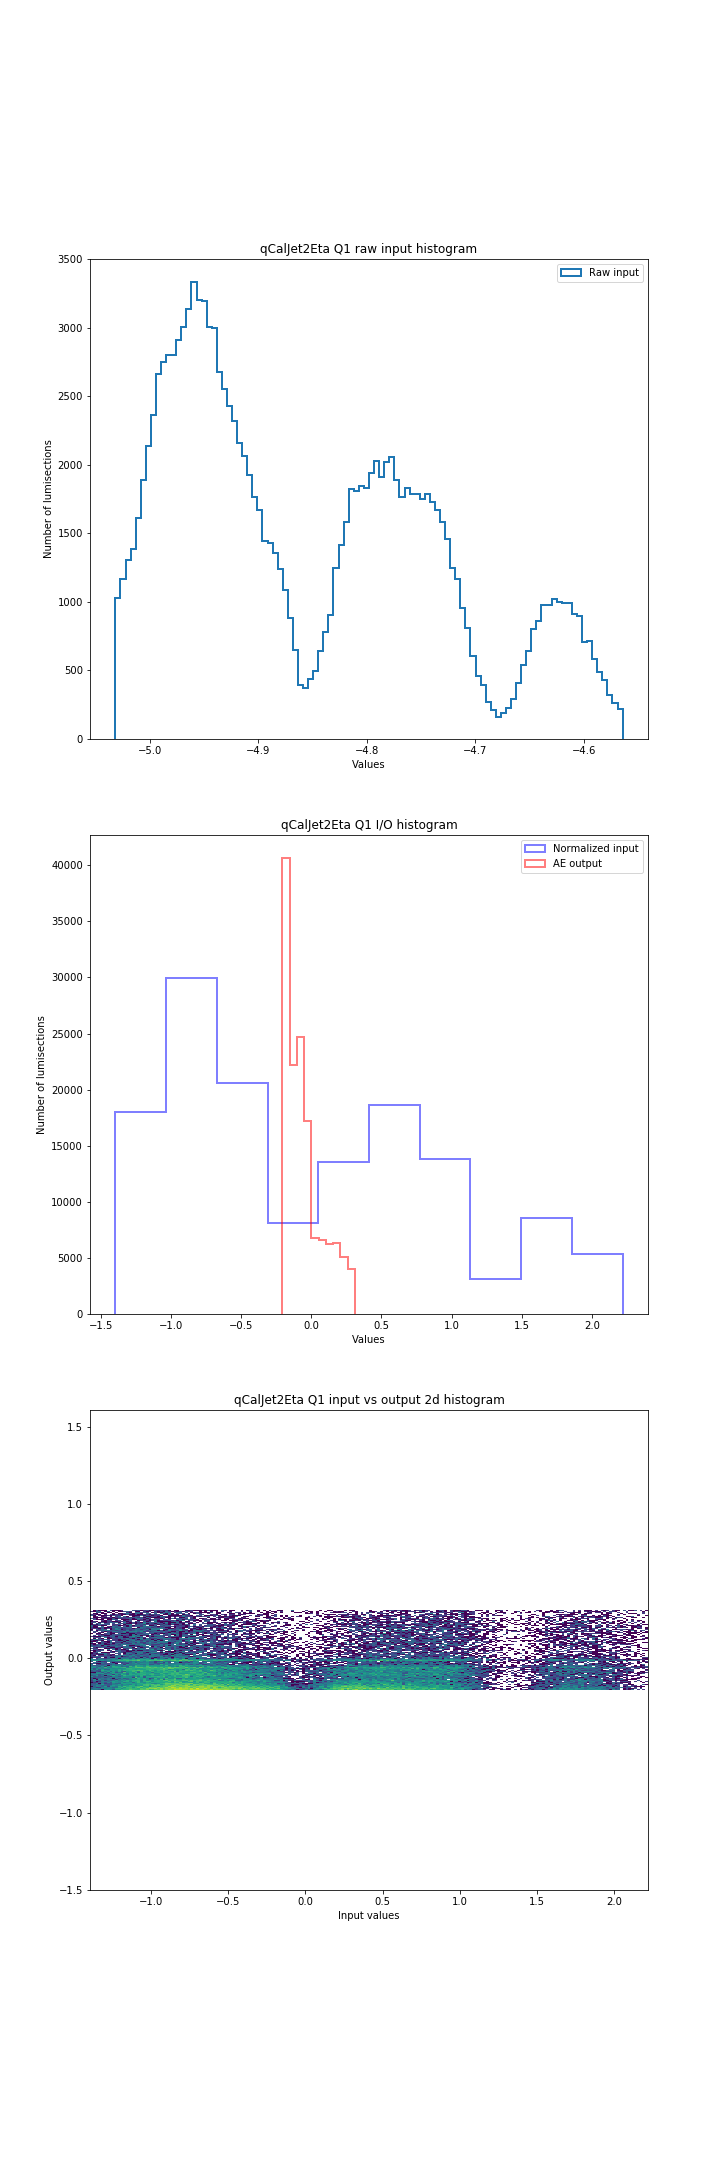 qCalJet2Eta Q1 raw input histogram
3500
3000
2500
2000
1500
1000
500
0
Number of lumisections
Raw input
−5.0 −4.9 −4.8 −4.7 −4.6
Values
qCalJet2Eta Q1 I/O histogram
40000
35000
30000
25000
20000
15000
10000
5000
0
Number of lumisections
Normalized input
AE output
−1.5 −1.0 −0.5 0.0 0.5 1.0 1.5 2.0
Values
qCalJet2Eta Q1 input vs output 2d histogram
1.5
1.0
0.5
0.0
−0.5
−1.0
−1.5
Output values
−1.0 −0.5 0.0 0.5 1.0 1.5 2.0
Input values